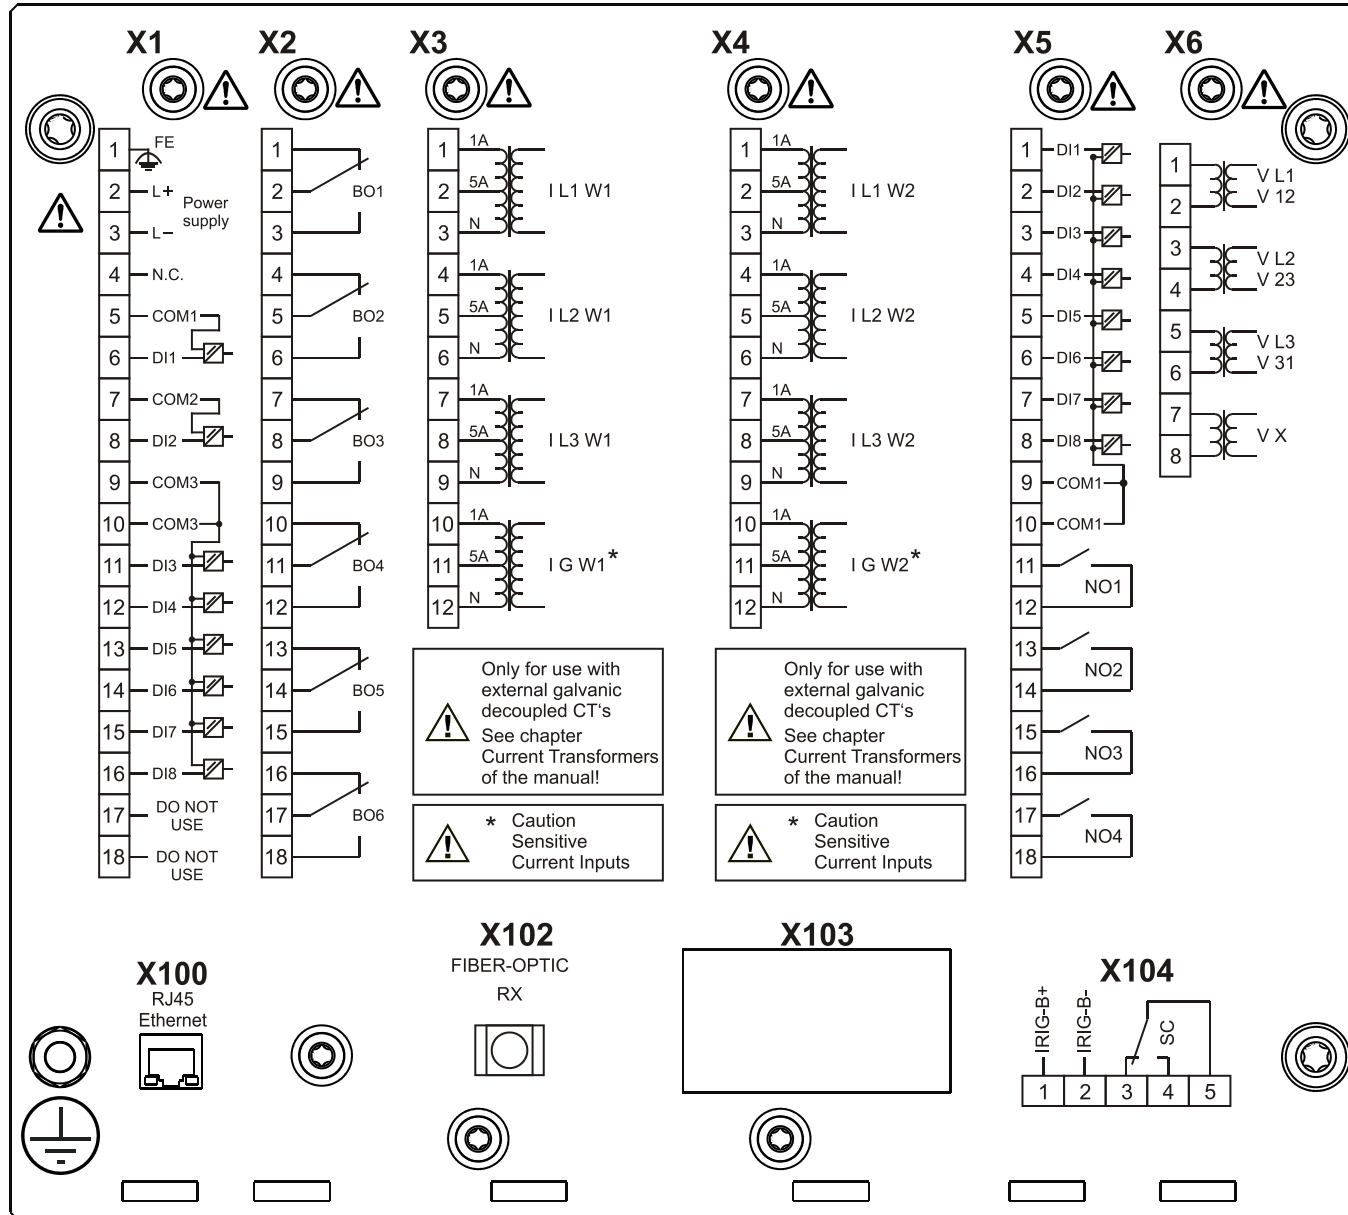 X1 X2 X3 X4 X5 X6
1 FE
2 L+
Power
supply
3 L–
4 N.C.
5 COM1
6 DI1
7 COM2
8 DI2
9 COM3
10 COM3
11 DI3
12 DI4
13 DI5
14 DI6
15 DI7
16 DI8
17 DO NOT
USE
18 DO NOT
USE
1
2 BO1
3
4
5 BO2
6
7
8 BO3
9
10
11 BO4
12
13
14 BO5
15
16
17 BO6
18
1 1A
2 5A I L1 W1
3 N
4 1A
5 5A I L2 W1
6 N
7 1A
8 5A I L3 W1
9 N
10 1A
11 5A I G W1*
12 N
Only for use with
external galvanic
decoupled CT‘s
See chapter
Current Transformers
of the manual!
* Caution
Sensitive
Current Inputs
1 1A
2 5A I L1 W2
3 N
4 1A
5 5A I L2 W2
6 N
7 1A
8 5A I L3 W2
9 N
10 1A
11 5A I G W2*
12 N
Only for use with
external galvanic
decoupled CT‘s
See chapter
Current Transformers
of the manual!
* Caution
Sensitive
Current Inputs
1 DI1
2 DI2
3 DI3
4 DI4
5 DI5
6 DI6
7 DI7
8 DI8
9 COM1
10 COM1
11
NO1
12
13
NO2
14
15
NO3
16
17
NO4
18
1
V L1
V 12
2
3
V L2
V 23
4
5
V L3
V 31
6
7
V X
8
X100
RJ45
Ethernet
X102
FIBER-OPTIC
RX
X103
X104
IRIG-B+
IRIG-B-
SC
1 2 3 4 5